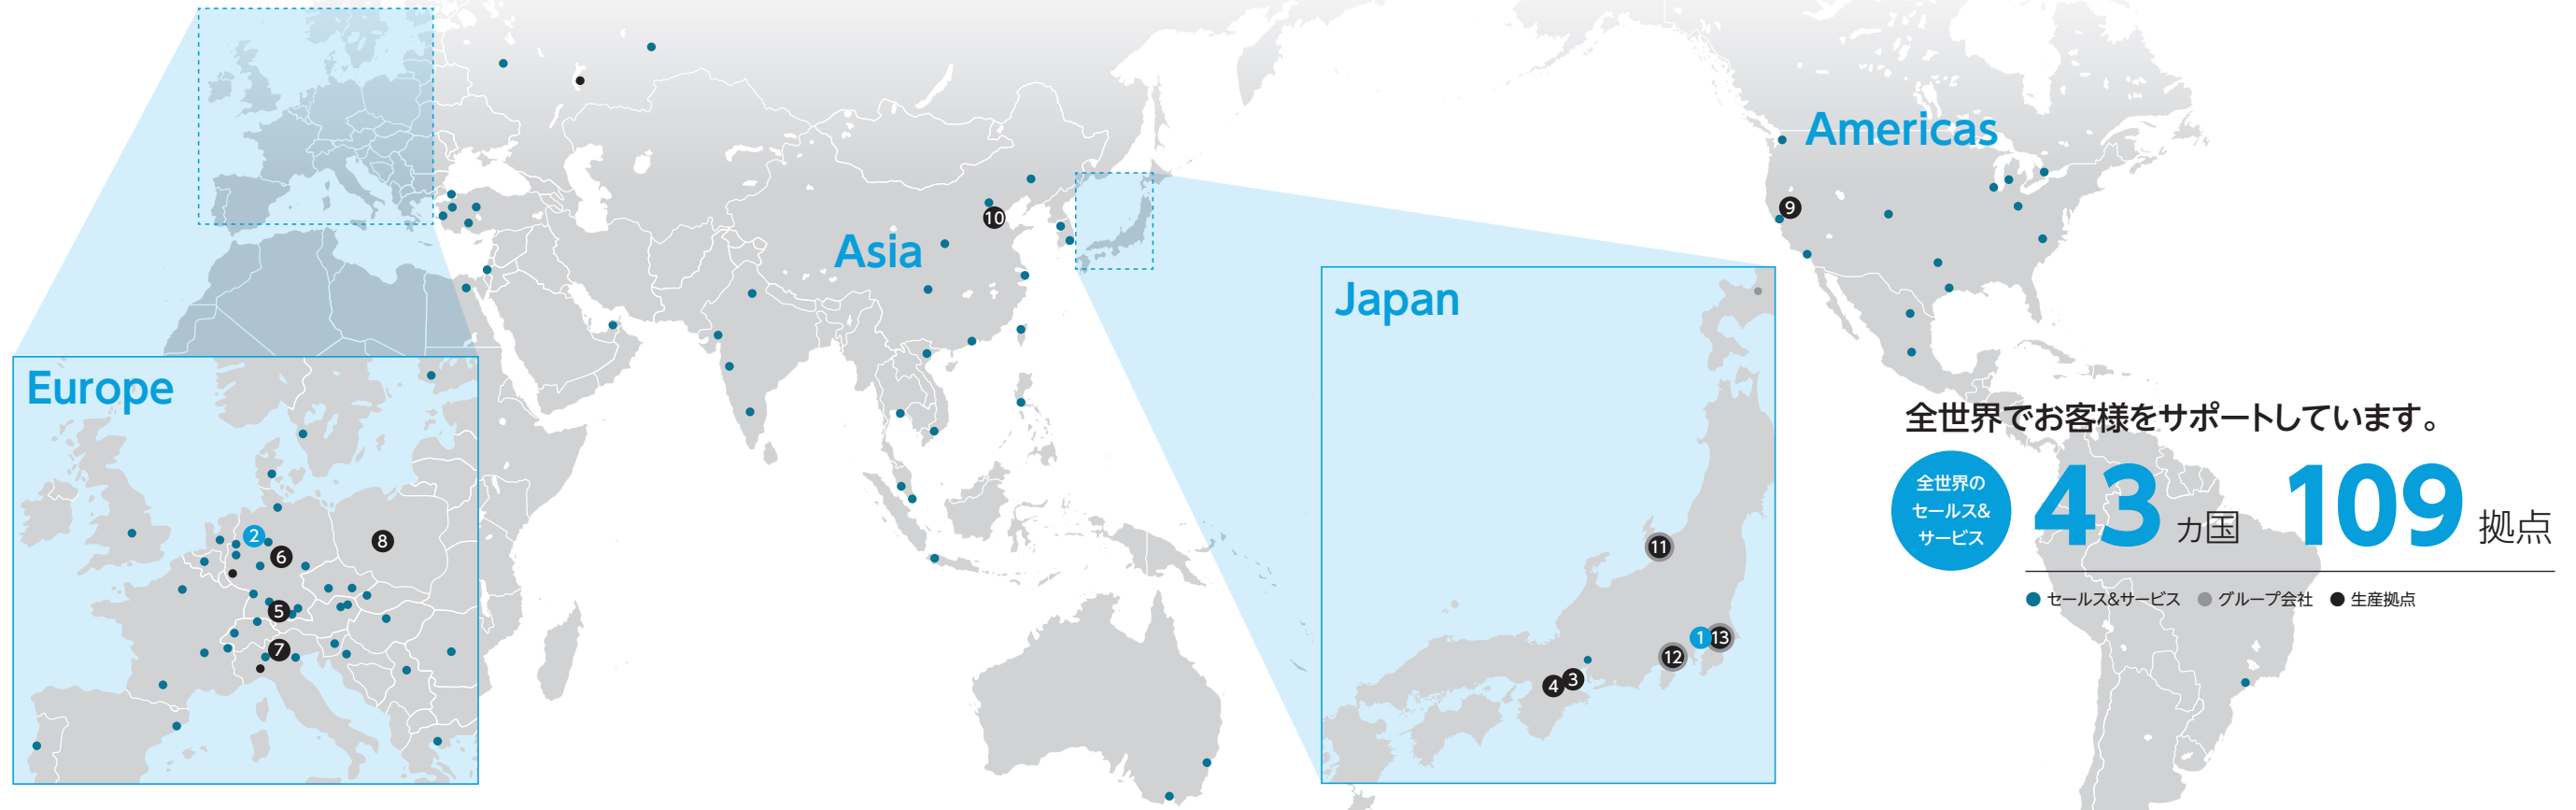 Americas
9
10
Asia
Japan
Europe
全世界でお客様をサポートしています。
全世界の
セールス&
サービス
43 カ国 109 拠点
2
8
6
11
セールス&サービス グループ会社 生産拠点
5
1 13
7
12
4 3